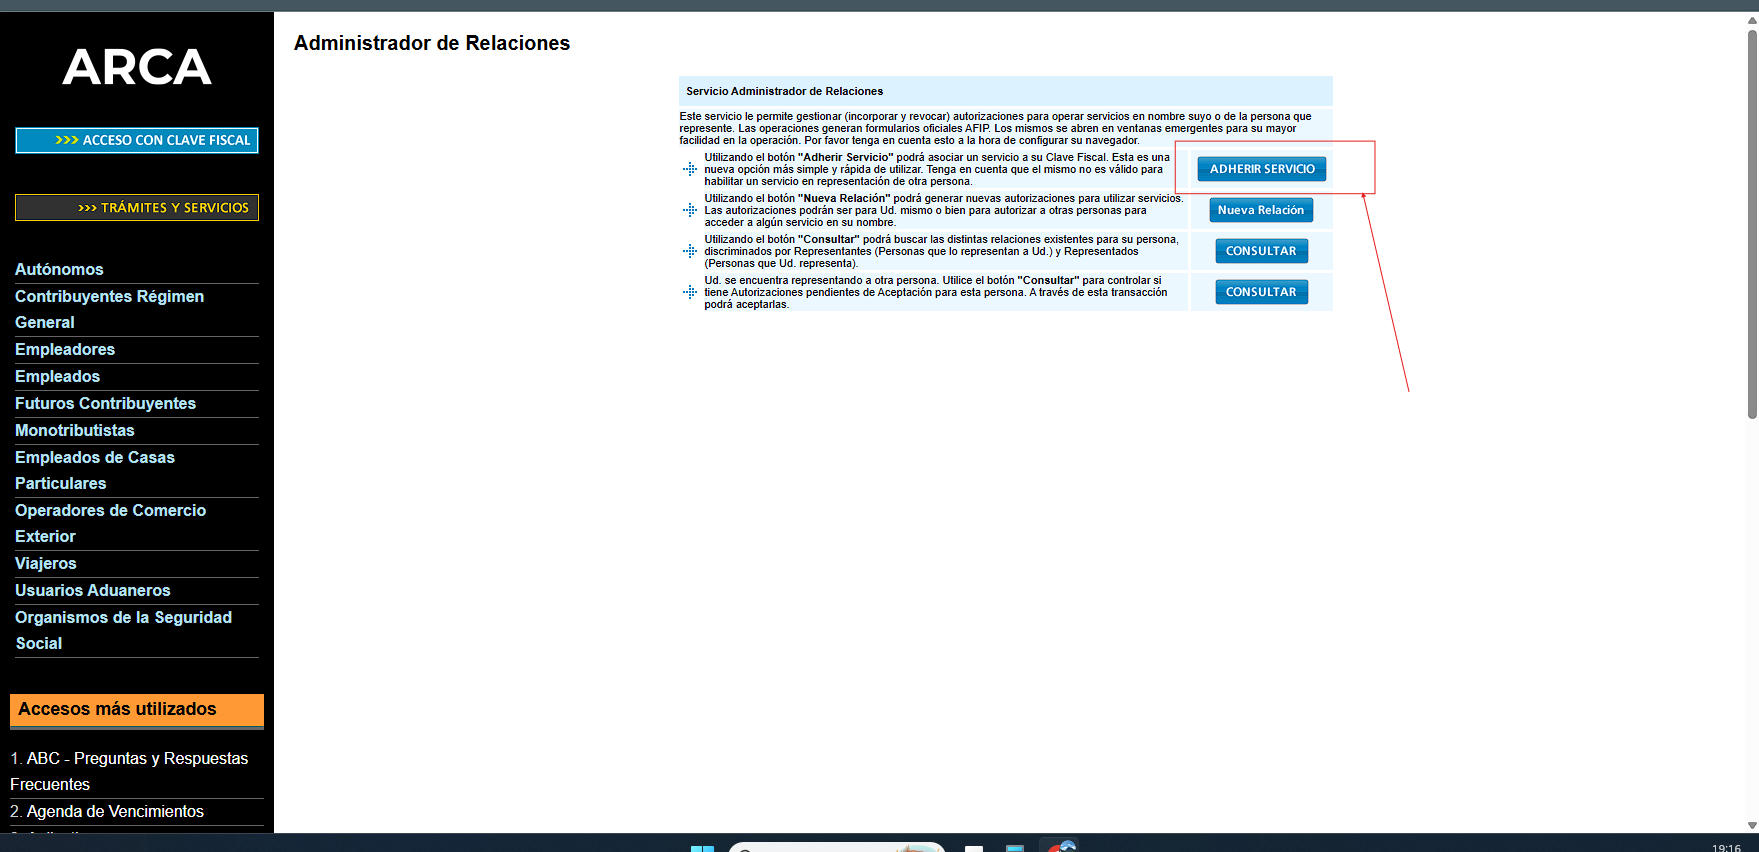 ARCA
>>> ACCESO CON CLAVE FISCAL
>>> TRÁMITES Y SERVICIOS
Autónomos
Contribuyentes Régimen
General
Empleadores
Empleados
Futuros Contribuyentes
Monotributistas
Empleados de Casas
Particulares
Operadores de Comercio
Exterior
Viajeros
Usuarios Aduaneros
Organismos de la Seguridad
Social
Accesos más utilizados
1. ABC - Preguntas y Respuestas
Frecuentes
2. Agenda de Vencimientos
Administrador de Relaciones
Servicio Administrador de Relaciones
Este servicio le permite gestionar (incorporar y revocar) autorizaciones para operar servicios en nombre suyo o de la persona que
represente. Las operaciones generan formularios oficiales AFIP. Los mismos se abren en ventanas emergentes para su mayor
facilidad en la operación. Por favor tenga en cuenta esto a la hora de configurar su navegador.
Utilizando el botón "Adherir Servicio" podrá asociar un servicio a su Clave Fiscal. Esta es una
nueva opción más simple y rápida de utilizar. Tenga en cuenta que el mismo no es válido para
habilitar un servicio en representación de otra persona.
ADHERIR SERVICIO
Utilizando el botón "Nueva Relación" podrá generar nuevas autorizaciones para utilizar servicios.
Las autorizaciones podrán ser para Ud. mismo o bien para autorizar a otras personas para
acceder a algún servicio en su nombre.
Nueva Relación
Utilizando el botón "Consultar" podrá buscar las distintas relaciones existentes para su persona,
discriminados por Representantes (Personas que lo representan a Ud.) y Representados
(Personas que Ud. representa).
CONSULTAR
Ud. se encuentra representando a otra persona. Utilice el botón "Consultar" para controlar si
tiene Autorizaciones pendientes de Aceptación para esta persona. A través de esta transacción
podrá aceptarlas.
CONSULTAR
19:16